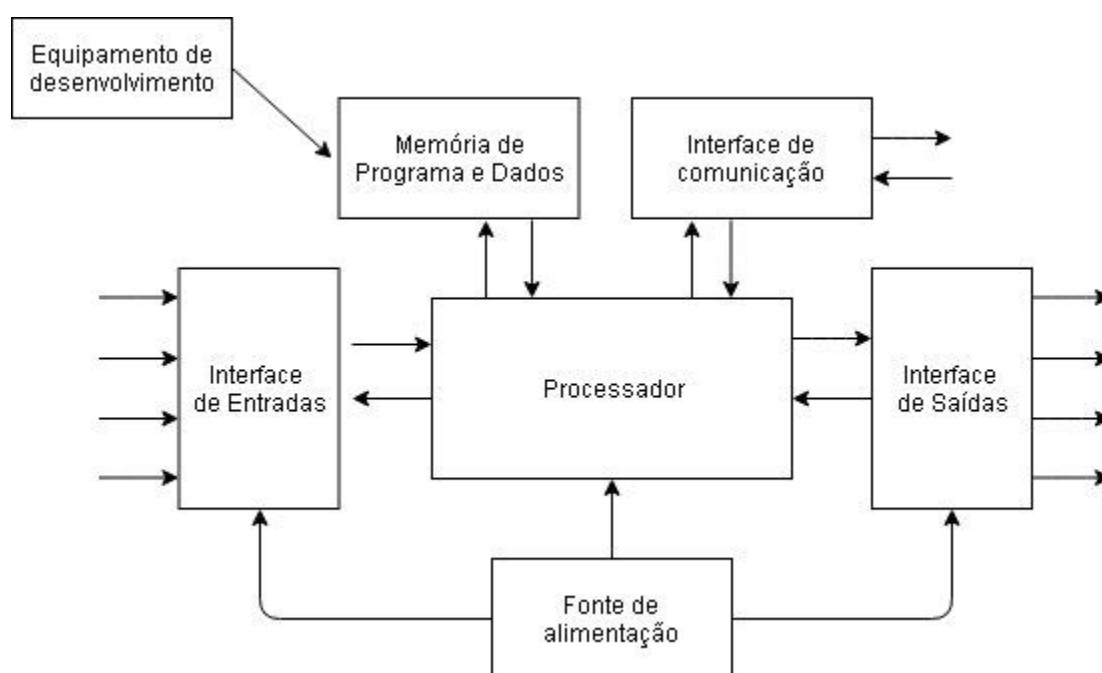 Equipamento de
desenvolvimento
Memória de
Programa e Dados
Interface de
comunicação
Interface
de Entradas
Processador
Interface
de Saídas
Fonte de
alimentação